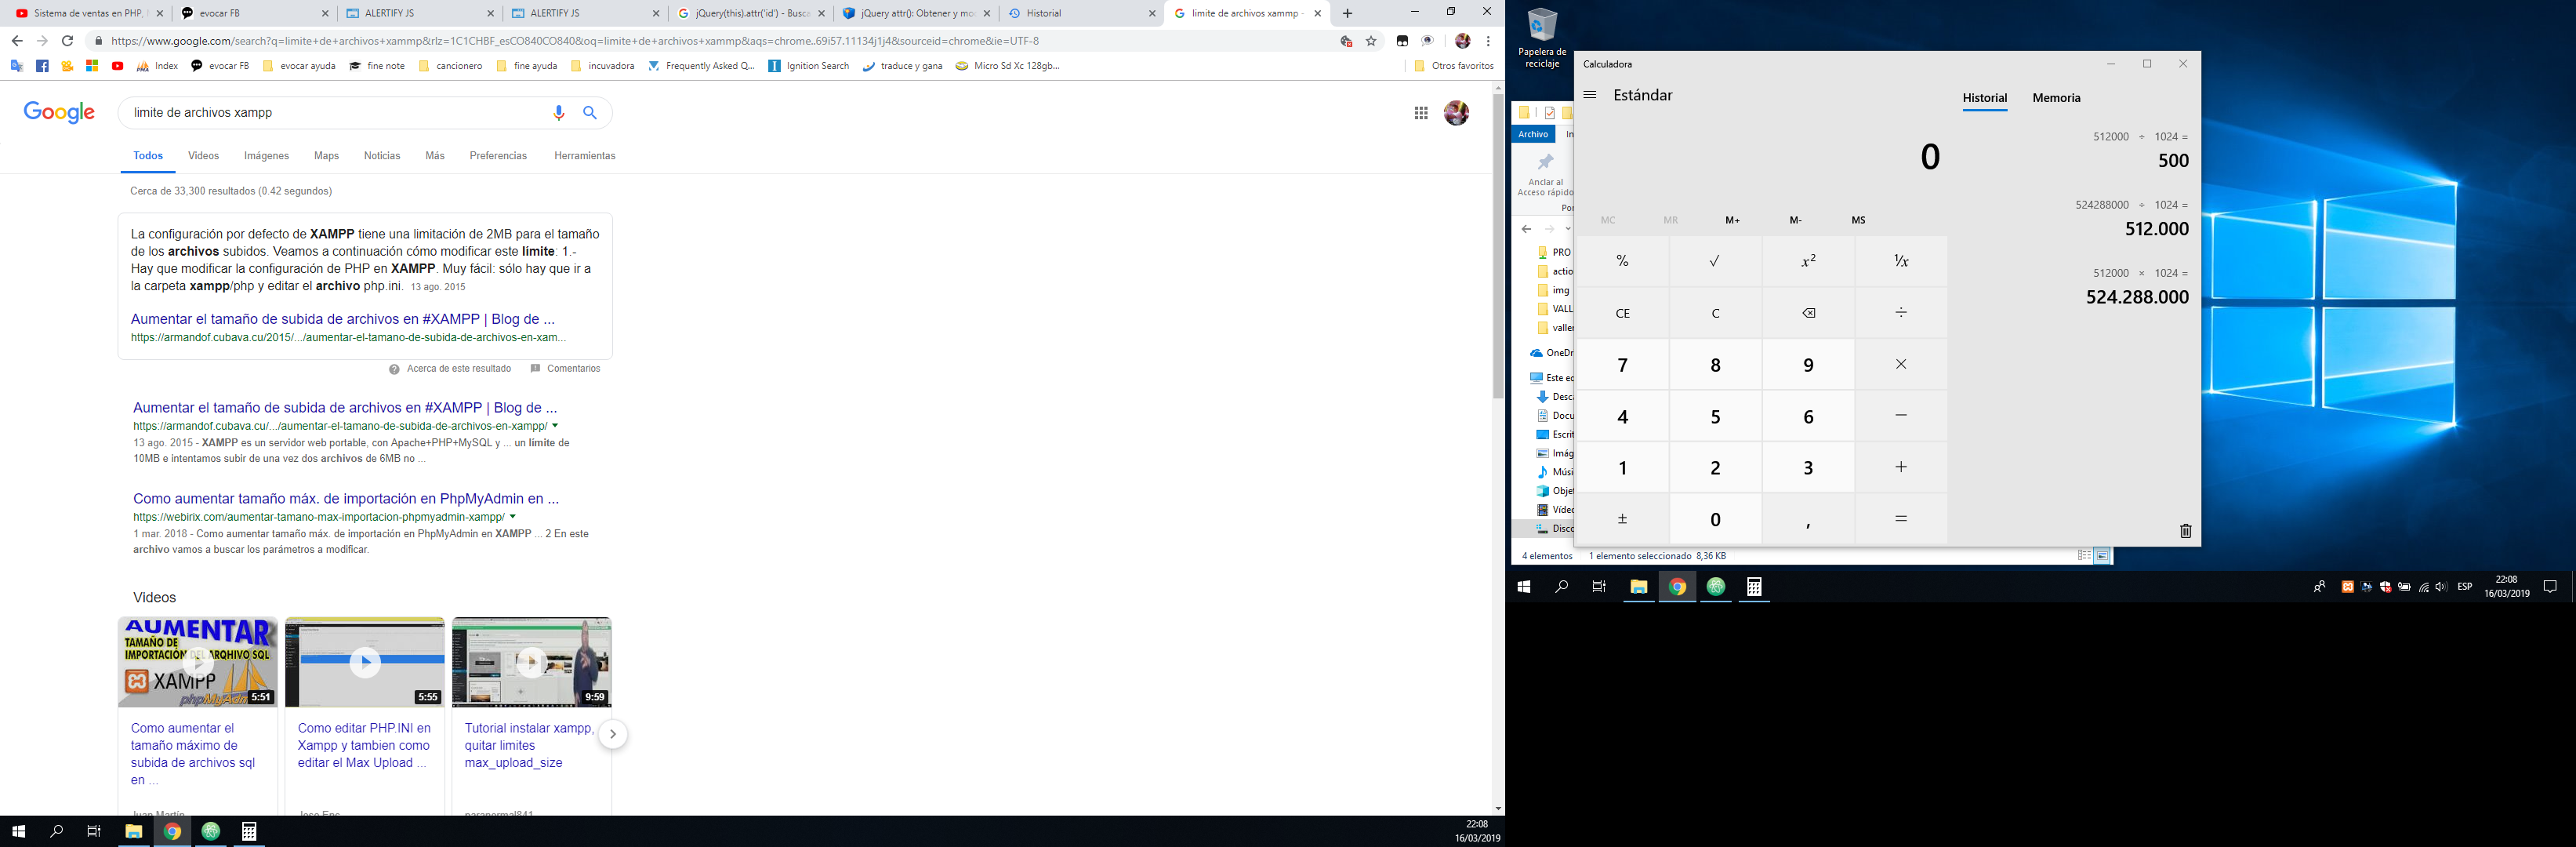 Sistema de ventas en PHP,
evocar FB
ALERTIFY JS
ALERTIFY JS
jQuery(this).attr('id') - Busca
jQuery attr(): Obtener y mo
Historial
limite de archivos xammp -
https://www.google.com/search?q=limite+de+archivos+xammp&rlz=1C1CHBF_esCO840CO840&oq=limite+de+archivos+xammp&aqs=chrome..69i57.11134j1j4&sourceid=chrome&ie=UTF-8
Index
evocar FB
evocar ayuda
fine note
cancionero
fine ayuda
incuvadora
Frequently Asked Q...
Ignition Search
traduce y gana
Micro Sd Xc 128gb...
Otros favoritos
Google
limite de archivos xampp
Todos
Videos
Imágenes
Maps
Noticias
Más
Preferencias
Herramientas
Cerca de 33,300 resultados (0.42 segundos)
La configuración por defecto de XAMPP tiene una limitación de 2MB para el tamaño
de los archivos subidos. Veamos a continuación cómo modificar este limite: 1.-
Hay que modificar la configuración de PHP en XAMPP. Muy fácil: sólo hay que ir a
la carpeta xampp/php y editar el archivo php.ini. 13 ago. 2015
Aumentar el tamaño de subida de archivos en #XAMPP | Blog de ...
https://armandof.cubava.cu/2015/.../aumentar-el-tamano-de-subida-de-archivos-en-xam...
Acerca de este resultado
Comentarios
Aumentar el tamaño de subida de archivos en #XAMPP | Blog de ...
https://armandof.cubava.cu/.../aumentar-el-tamano-de-subida-de-archivos-en-xampp/
13 ago. 2015 - XAMPP es un servidor web portable, con Apache+PHP+MySQL y ... un limite de
10MB e intentamos subir de una vez dos archivos de 6MB no ...
Como aumentar tamaño máx. de importación en PhpMyAdmin en ...
https://webirix.com/aumentar-tamano-max-importacion-phpmyadmin-xampp/
1 mar. 2018 - Como aumentar tamaño máx. de importación en PhpMyAdmin en XAMPP ... 2 En este
archivo vamos a buscar los parámetros a modificar.
Videos
AUMENTAR
TAMAÑO DE
IMPORTACIÓN DEL ARCHIVO SQL
XAMPP
phpMyAdm
5:51
5:55
9:59
Como aumentar el
tamaño máximo de
subida de archivos sql
en ...
Juan Martin
Como editar PHP.INI en
Xampp y tambien como
editar el Max Upload ...
Jose Enc
Tutorial instalar xampp,
quitar limites
max_upload_size
paranormal841
22:08
16/03/2019
Papelera de
reciclaje
Archivo
In
Anclar al
Acceso rápido
Por
PRO
actio
img
VALL
valler
OneDr
Este eq
Desca
Docu
Escrit
Imág
Músi
Objet
Vídeo
Disco
4 elementos
1 elemento seleccionado 8,36 KB
Calculadora
Estándar
Historial
Memoria
0
512000 ÷ 1024 =
500
524288000 ÷ 1024 =
512.000
512000 × 1024 =
524.288.000
MC MR M+ M- MS
% √ x² ¹/x
CE C ÷
7 8 9 ×
4 5 6 −
1 2 3 +
± 0 , =
ESP
22:08
16/03/2019